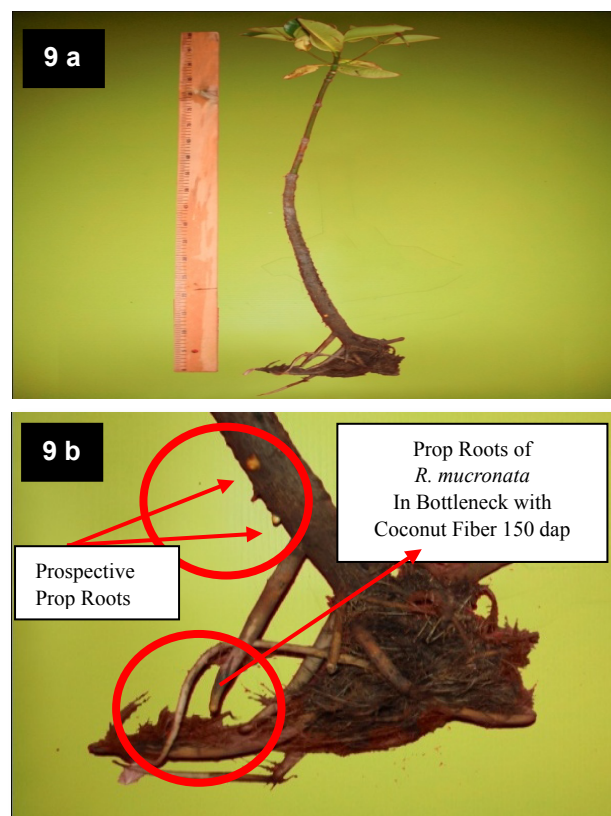 9 a
9 b
Prop Roots of
R. mucronata
In Bottleneck with
Coconut Fiber 150 dap
Prospective
Prop Roots